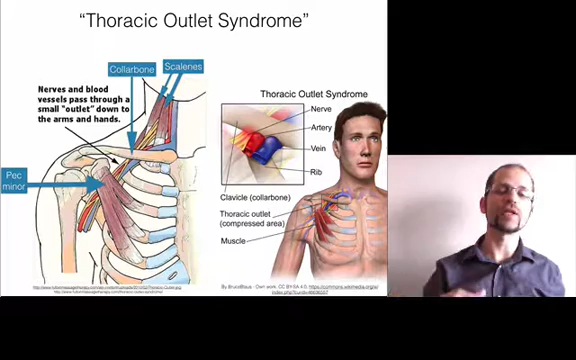 “Thoracic Outlet Syndrome”
Collarbone
Scalenes
Nerves and blood
vessels pass through a
small "outlet" down to
the arms and hands.
Pec
minor
Thoracic Outlet Syndrome
Nerve
Artery
Vein
Rib
Clavicle (collarbone)
Thoracic outlet
(compressed area)
Muscle
By BruceBlaus - Own work, CC BY-SA 4.0,